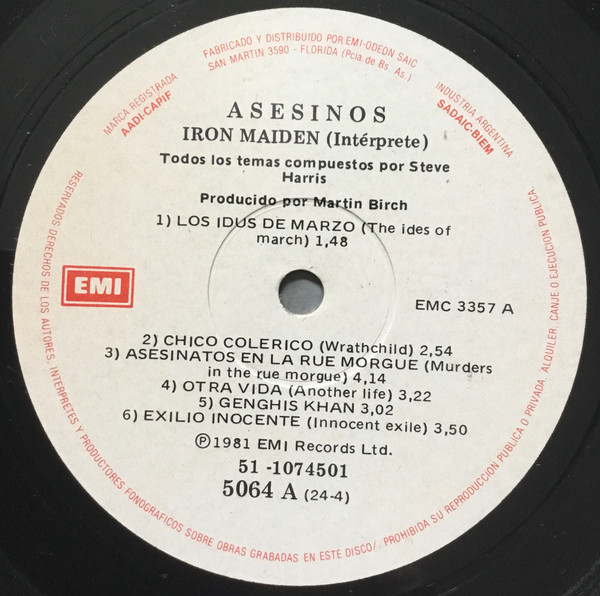 FABRICADO Y DISTRIBUIDO POR EMI-ODEON SAIC
SAN MARTIN 3590 - FLORIDA (Pcia. de Bs. As.)
MARCA REGISTRADA
AADI-CAPIF
INDUSTRIA ARGENTINA
SADAIC-BIEM
ASESINOS
IRON MAIDEN (Intérprete)
Todos los temas compuestos por Steve
Harris
Producido por Martin Birch
1) LOS IDUS DE MARZO (The ides of
march) 1,48
EMI
EMC 3357 A
2) CHICO COLERICO (Wrathchild) 2,54
3) ASESINATOS EN LA RUE MORGUE (Murders
in the rue morgue) 4,14
4) OTRA VIDA (Another life) 3,22
5) GENGHIS KHAN 3,02
6) EXILIO INOCENTE (Innocent exile) 3,50
Ⓟ1981 EMI Records Ltd.
51 -1074501
5064 A (24-4)
RESERVADOS DERECHOS DE LOS AUTORES, INTERPRETES Y PRODUCTORES FONOGRAFICOS SOBRE OBRAS GRABADAS EN ESTE DISCO/ PROHIBIDA SU REPRODUCCION PUBLICA O PRIVADA, ALQUILER, CANJE O EJECUCION PUBLICA.